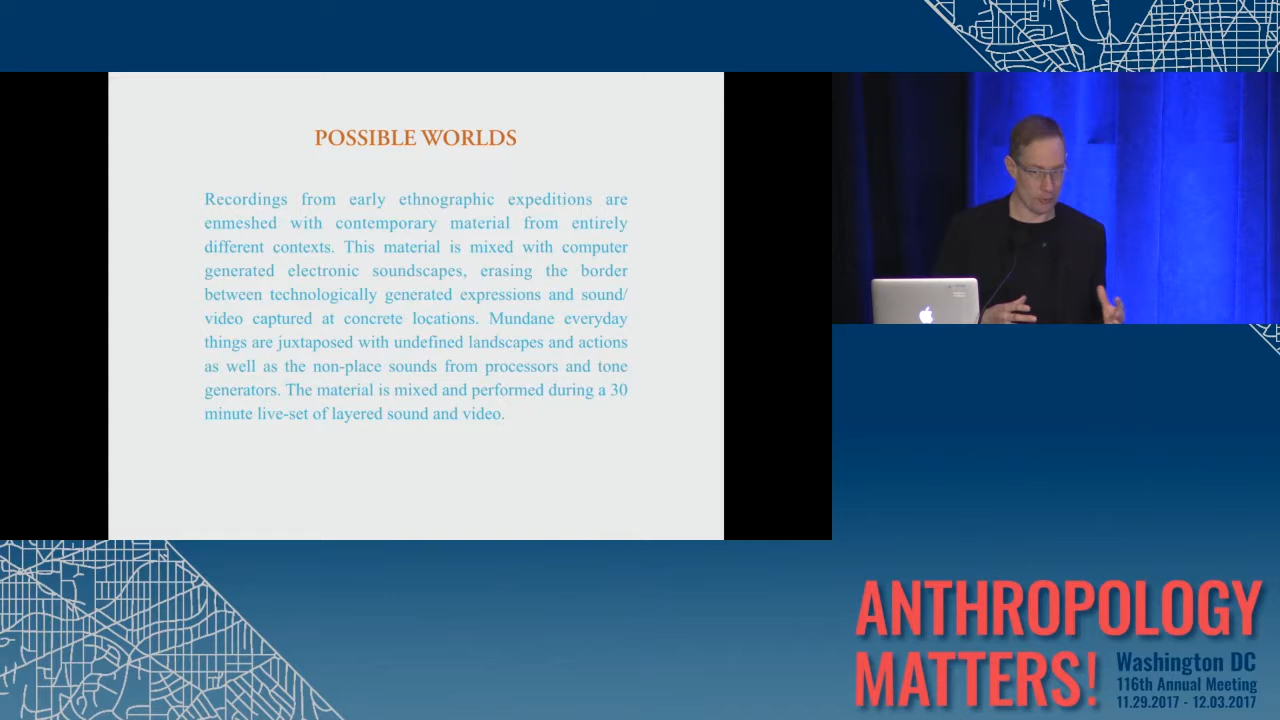 POSSIBLE WORLDS
Recordings from early ethnographic expeditions are
enmeshed with contemporary material from entirely
different contexts. This material is mixed with computer
generated electronic soundscapes, erasing the border
between technologically generated expressions and sound/
video captured at concrete locations. Mundane everyday
things are juxtaposed with undefined landscapes and actions
as well as the non-place sounds from processors and tone
generators. The material is mixed and performed during a 30
minute live-set of layered sound and video.
ANTHROPOLOGY
MATTERS!
Washington DC
116th Annual Meeting
11.29.2017 - 12.03.2017